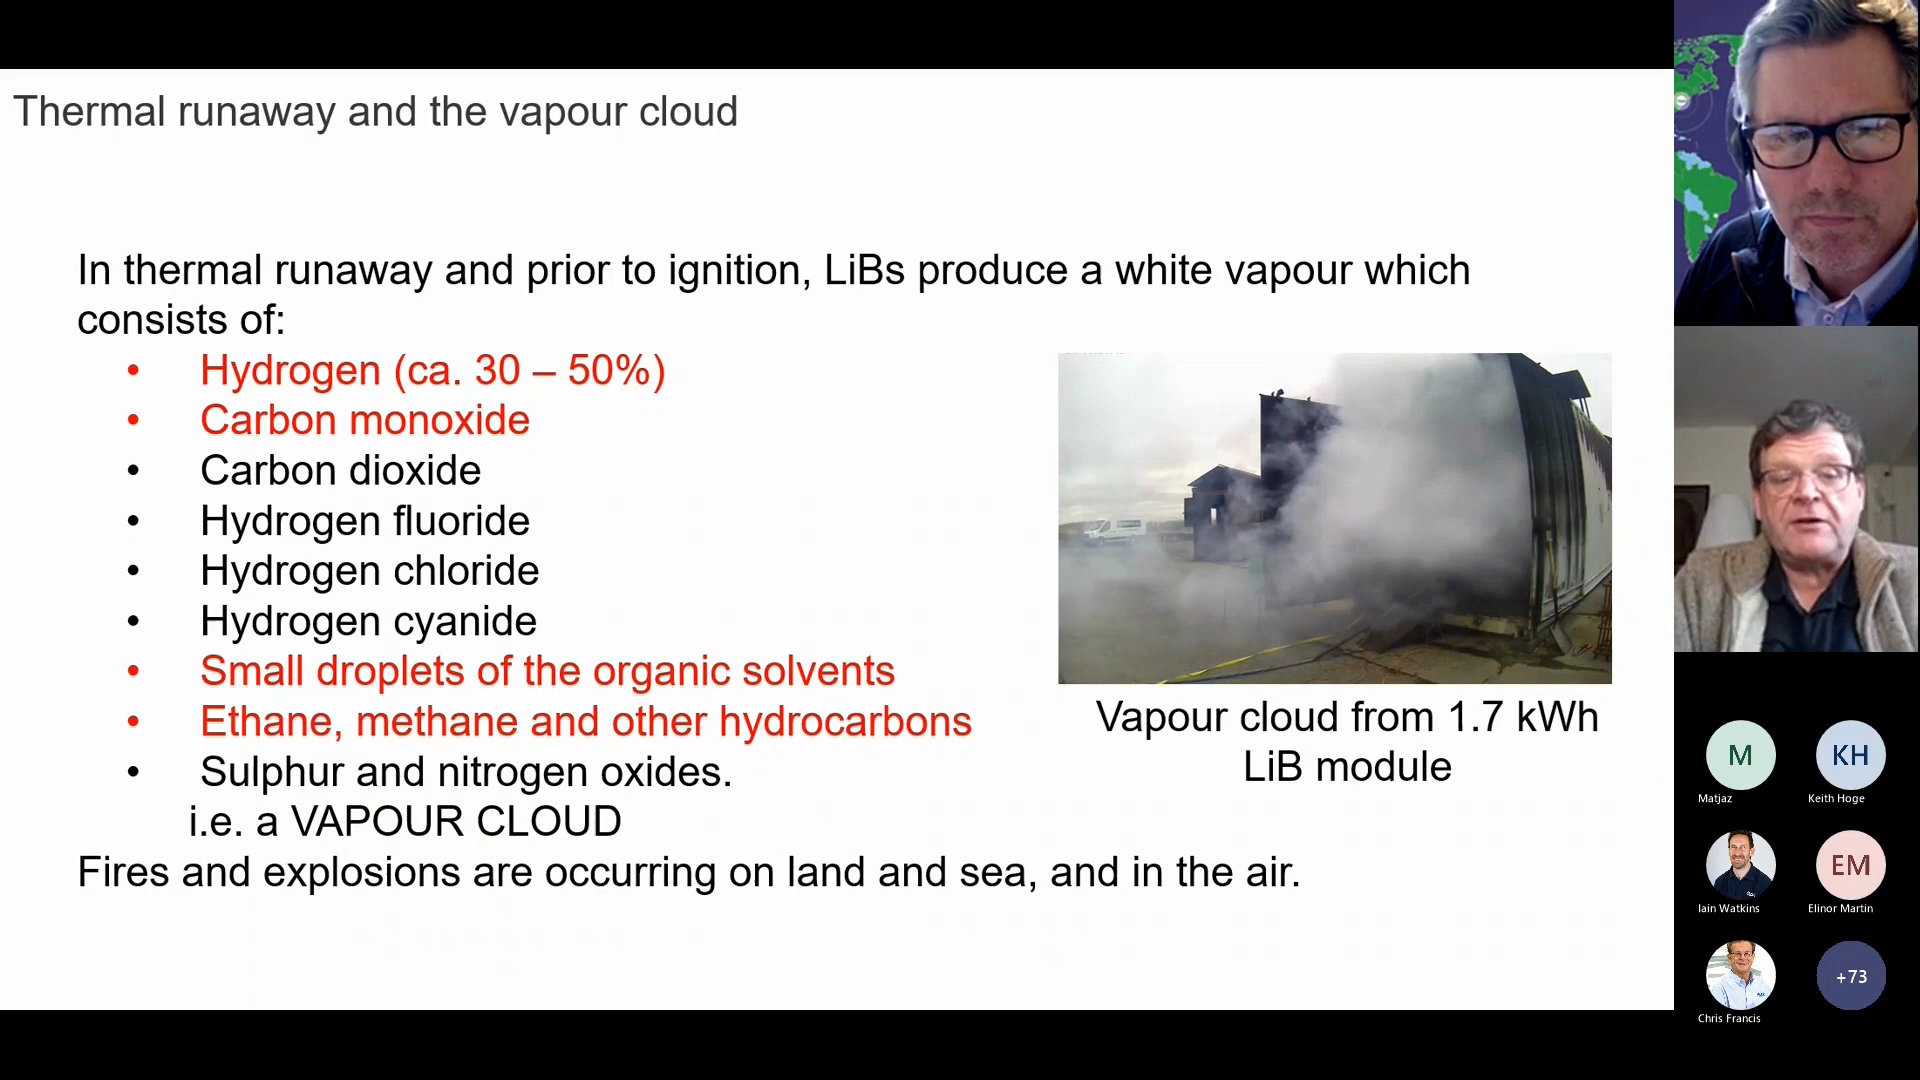 Thermal runaway and the vapour cloud
In thermal runaway and prior to ignition, LiBs produce a white vapour which
consists of:
• Hydrogen (ca. 30 – 50%)
• Carbon monoxide
• Carbon dioxide
• Hydrogen fluoride
• Hydrogen chloride
• Hydrogen cyanide
• Small droplets of the organic solvents
• Ethane, methane and other hydrocarbons
• Sulphur and nitrogen oxides.
i.e. a VAPOUR CLOUD
Fires and explosions are occurring on land and sea, and in the air.
Vapour cloud from 1.7 kWh
LiB module
M
Matjaz
KH
Keith Hoge
Iain Watkins
EM
Elinor Martin
Chris Francis
+73